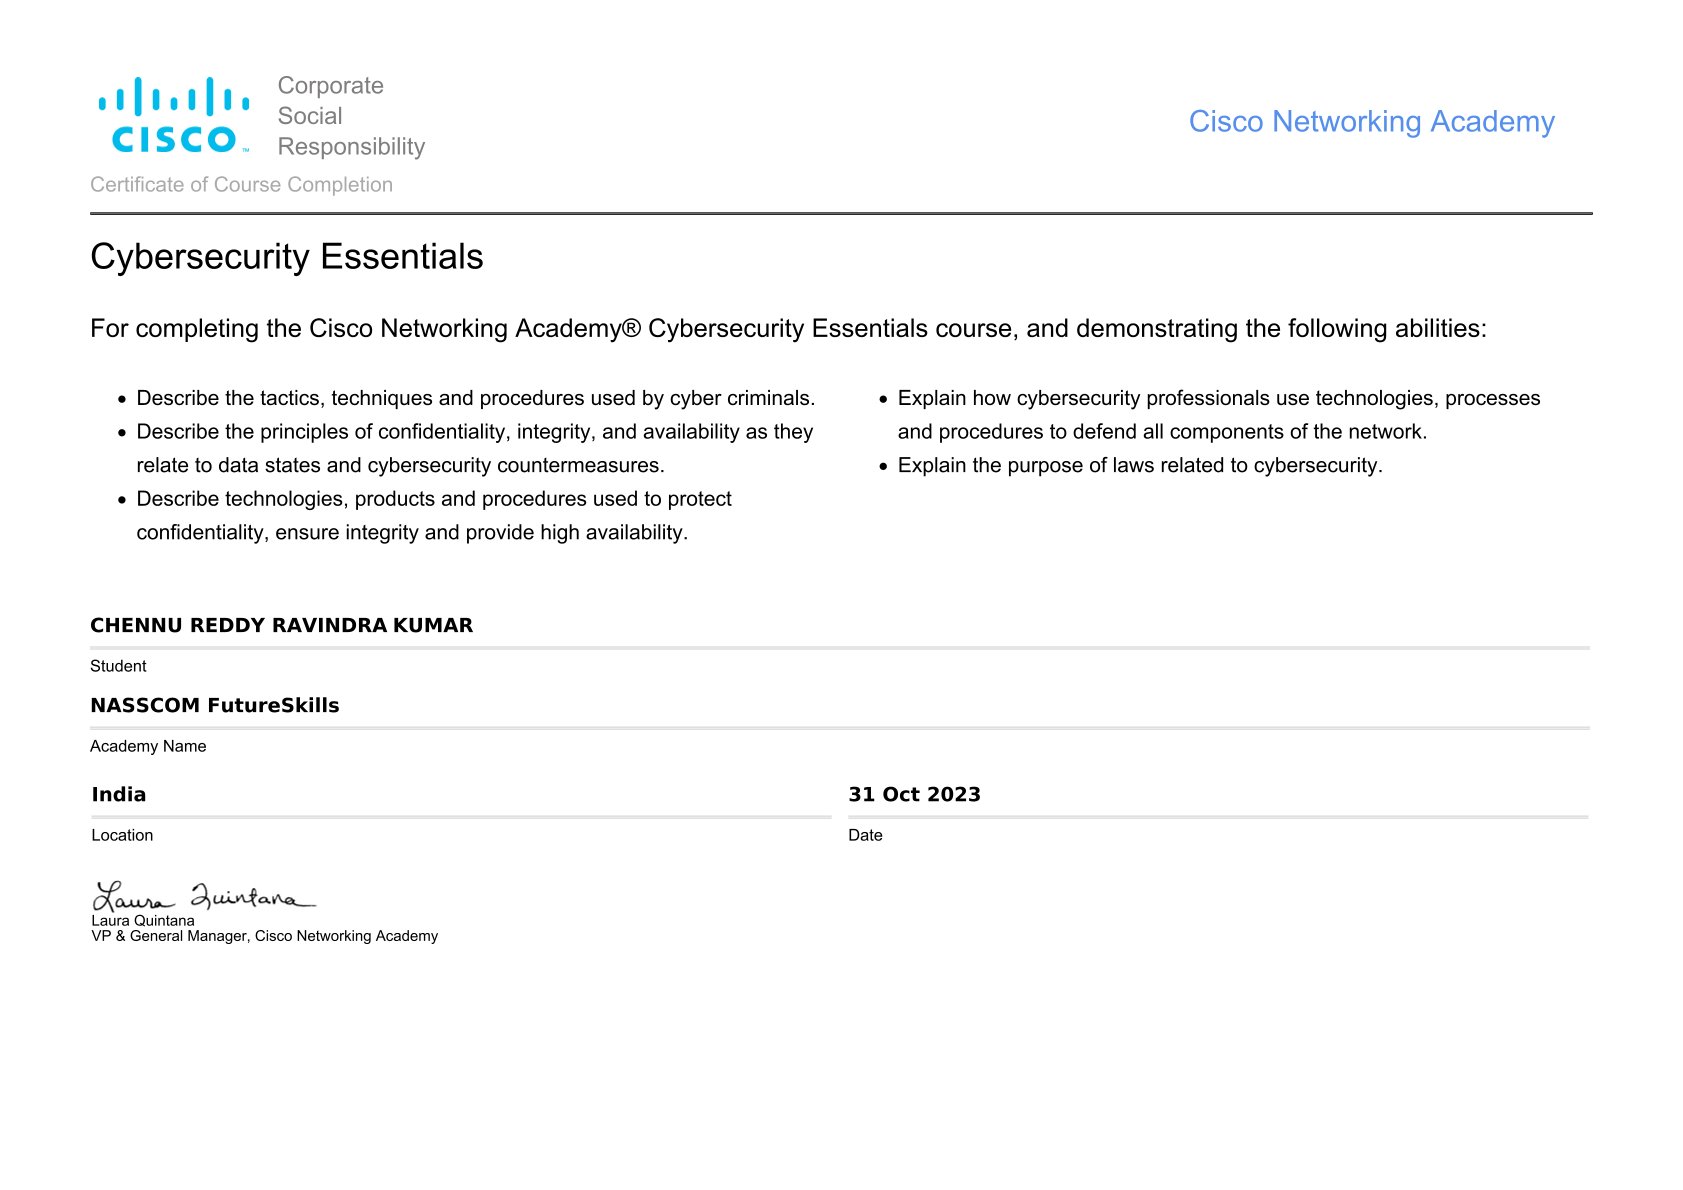 CISCO
Corporate
Social
Responsibility
Cisco Networking Academy
Certificate of Course Completion
Cybersecurity Essentials
For completing the Cisco Networking Academy® Cybersecurity Essentials course, and demonstrating the following abilities:
• Describe the tactics, techniques and procedures used by cyber criminals.
• Describe the principles of confidentiality, integrity, and availability as they
relate to data states and cybersecurity countermeasures.
• Describe technologies, products and procedures used to protect
confidentiality, ensure integrity and provide high availability.
• Explain how cybersecurity professionals use technologies, processes
and procedures to defend all components of the network.
• Explain the purpose of laws related to cybersecurity.
CHENNU REDDY RAVINDRA KUMAR
Student
NASSCOM FutureSkills
Academy Name
India
Location
31 Oct 2023
Date
Laura Quintana
Laura Quintana
VP & General Manager, Cisco Networking Academy